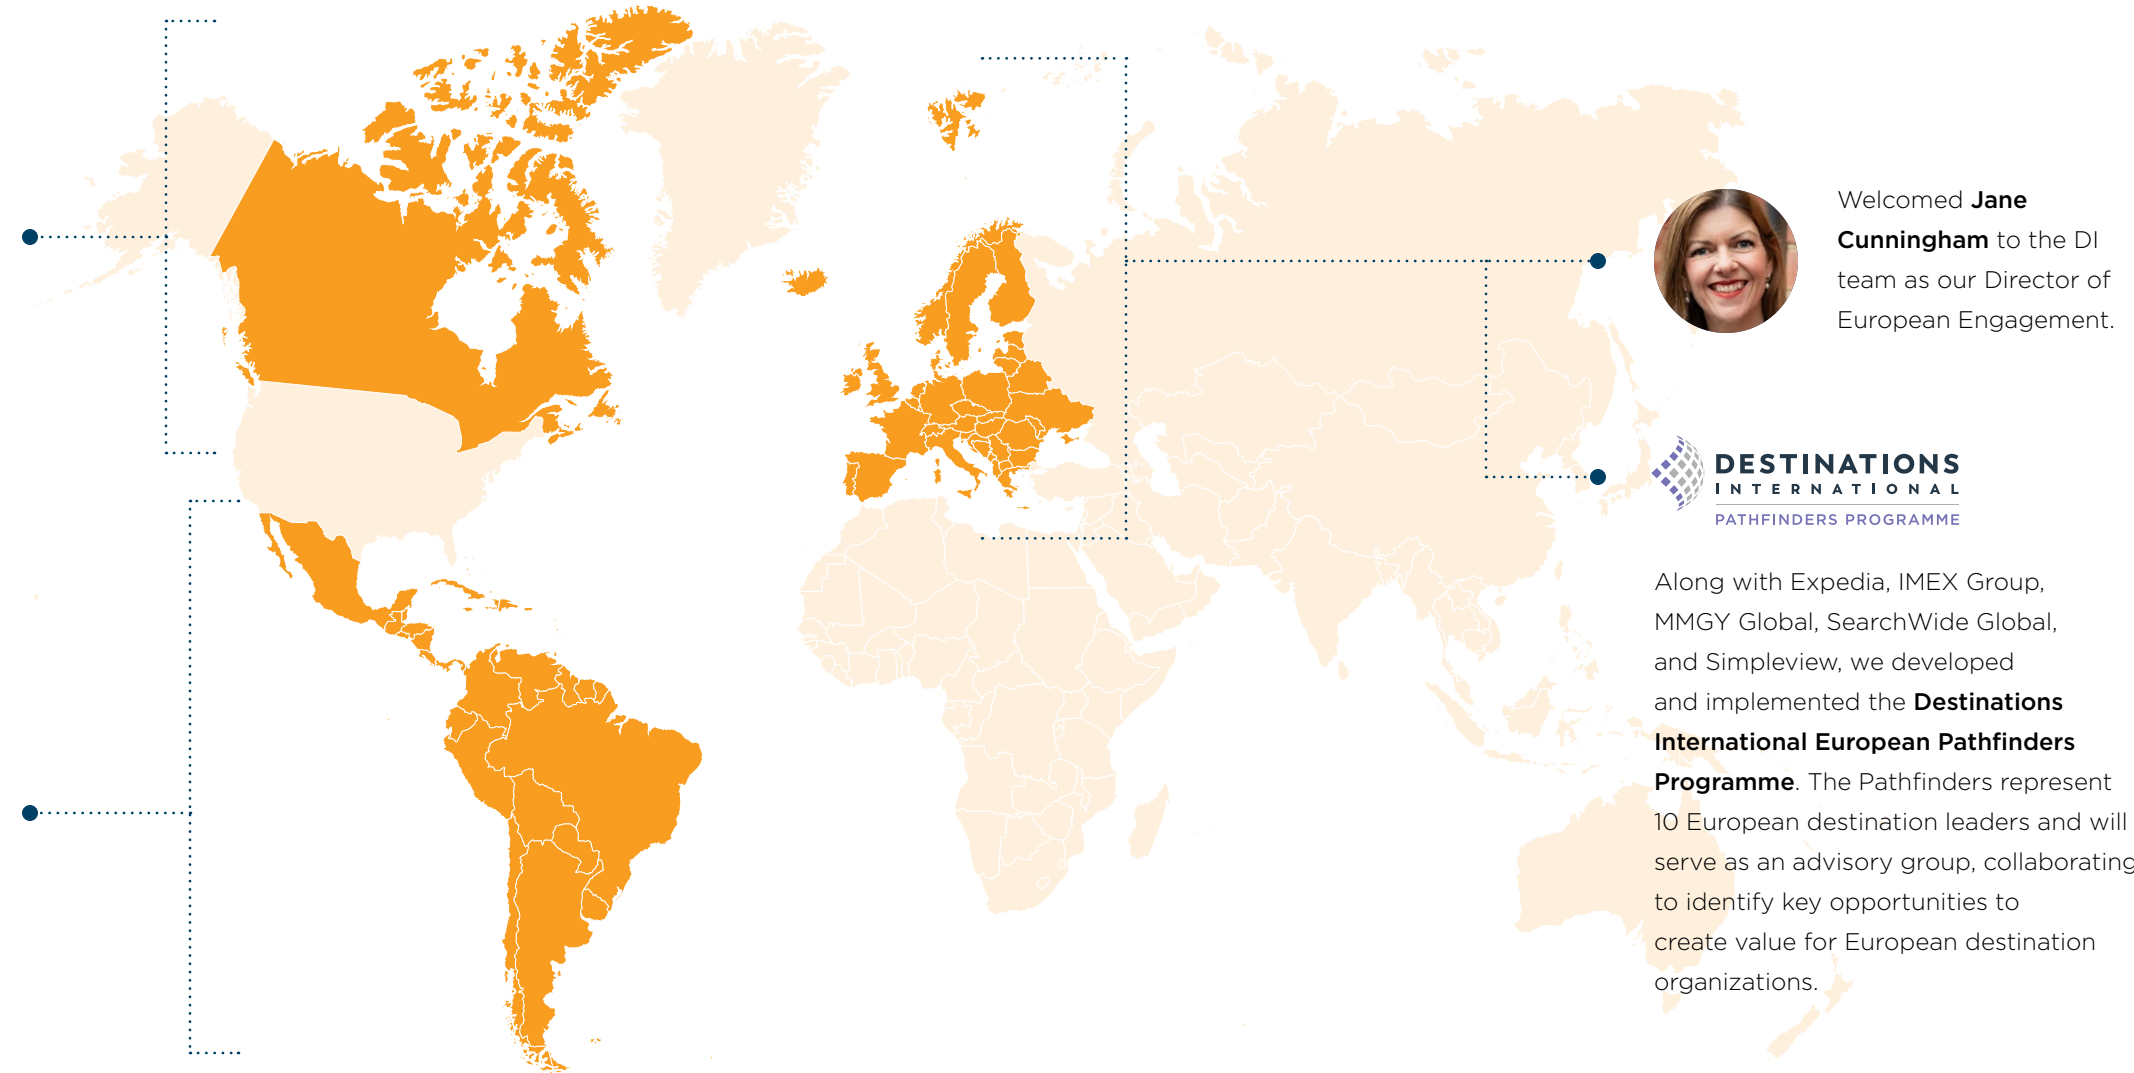 Welcomed Jane
Cunningham to the DI
team as our Director of
European Engagement.
DESTINATIONS
INTERNATIONAL
PATHFINDERS PROGRAMME
Along with Expedia, IMEX Group,
MMGY Global, SearchWide Global,
and Simpleview, we developed
and implemented the Destinations
International European Pathfinders
Programme. The Pathfinders represent
10 European destination leaders and will
serve as an advisory group, collaborating
to identify key opportunities to
create value for European destination
organizations.